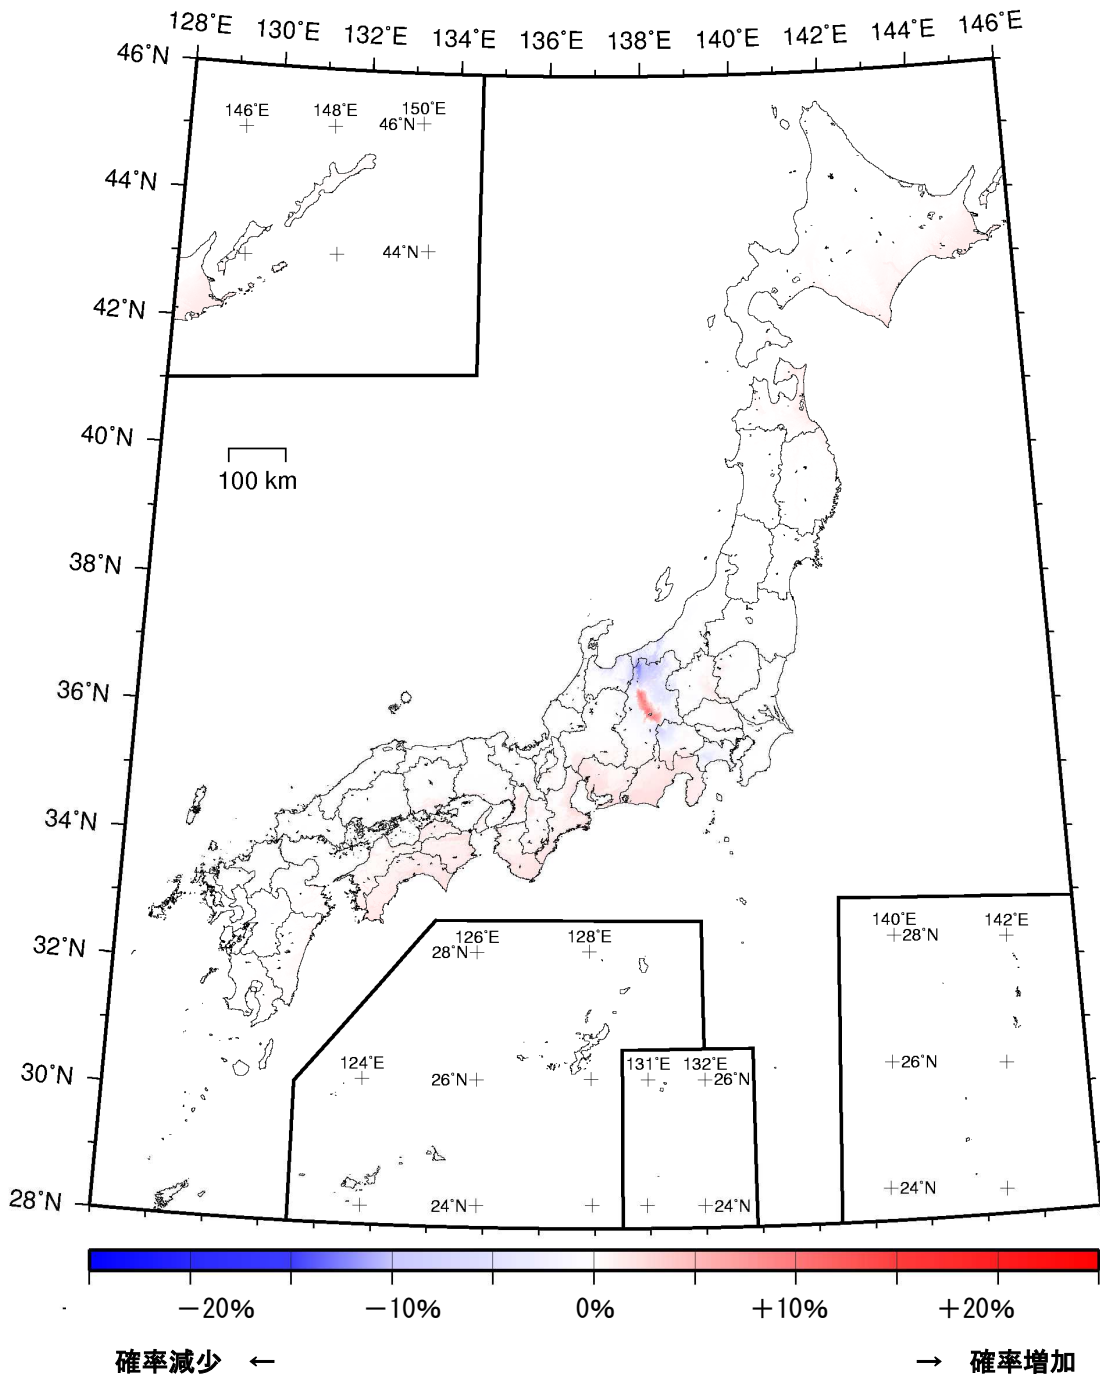 128°E 130°E 132°E 134°E 136°E 138°E 140°E 142°E 144°E 146°E
46°N
146°E 148°E 150°E
46°N
44°N
44°N
42°N
40°N
100 km
38°N
36°N
34°N
32°N
126°E 128°E
28°N
140°E 142°E
28°N
30°N
124°E
26°N
131°E 132°E
26°N
26°N
28°N
24°N
24°N
24°N
-20% -10% 0% +10% +20%
確率減少 ← → 確率増加